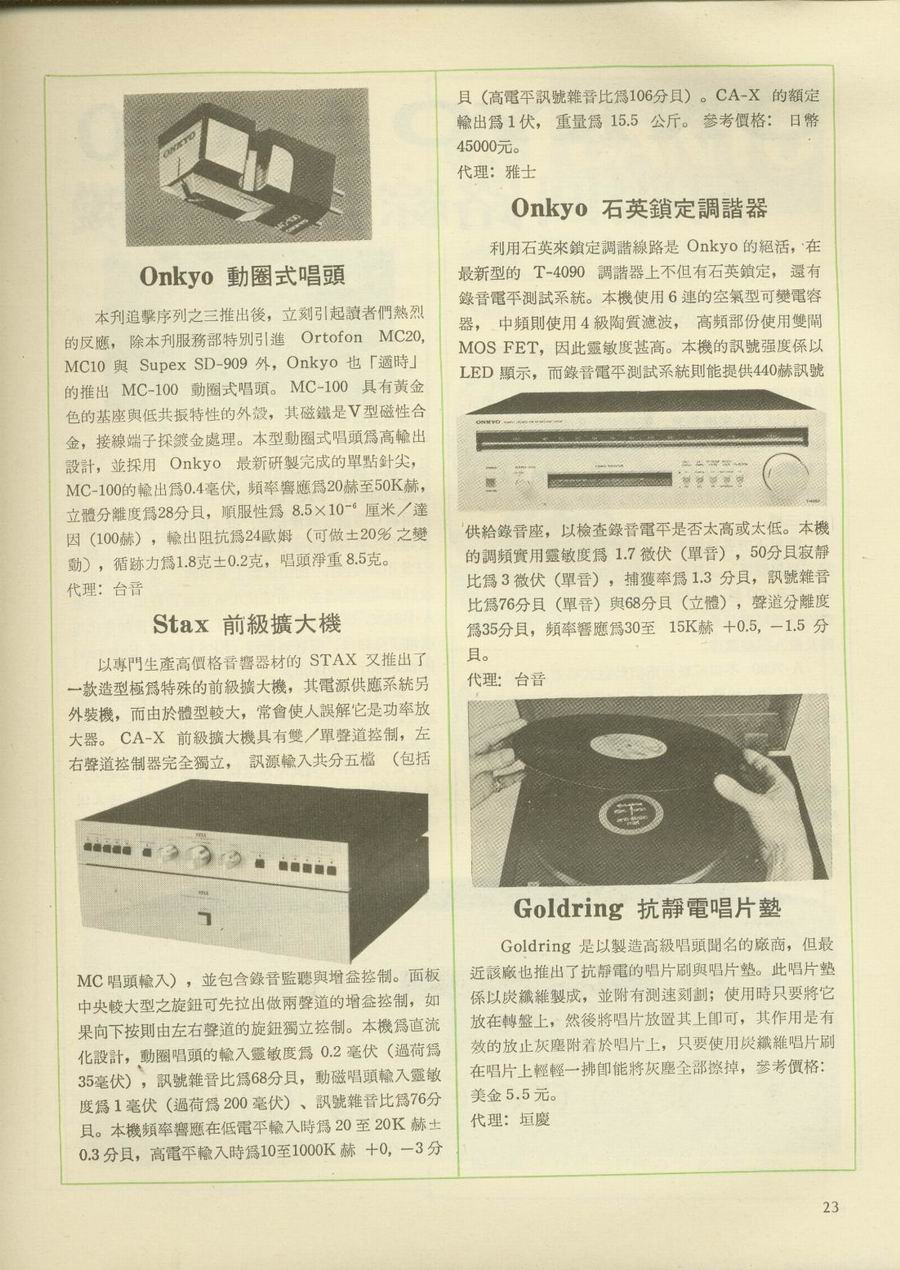 ONKYO
MC-100
Onkyo 動圈式唱頭
本刋追擊序列之三推出後，立刻引起讀者們熱烈
的反應，除本刋服務部特別引進 Ortofon MC20,
MC10 與 Supex SD-909 外，Onkyo 也「適時」
的推出 MC-100 動圈式唱頭。 MC-100 具有黃金
色的基座與低共振特性的外殼，其磁鐵是V型磁性合
金，接線端子採鍍金處理。本型動圈式唱頭爲高輸出
設計，並採用 Onkyo 最新研製完成的單點針尖，
MC-100的輸出爲0.4毫伏，頻率響應爲20赫至50K赫，
立體分離度爲28分貝，順服性爲 8.5×10⁻⁶ 厘米／達
因（100赫），輸出阻抗爲24歐姆 （可做±20% 之變
動），循跡力爲1.8克±0.2克，唱頭淨重 8.5克。
代理：台音
Stax 前級擴大機
以專門生產高價格音響器材的 STAX 又推出了
一款造型極爲特殊的前級擴大機，其電源供應系統另
外裝機，而由於體型較大，常會使人誤解它是功率放
大器。 CA-X 前級擴大機具有雙／單聲道控制，左
右聲道控制器完全獨立， 訊源輸入共分五檔 （包括
MC 唱頭輸入），並包含錄音監聽與增益控制。面板
中央較大型之旋鈕可先拉出做兩聲道的增益控制，如
果向下按則由左右聲道的旋鈕獨立控制。本機爲直流
化設計，動圈唱頭的輸入靈敏度爲 0.2 毫伏（過荷爲
35毫伏），訊號雜音比爲68分貝，動磁唱頭輸入靈敏
度爲 1 毫伏（過荷爲 200 毫伏）、訊號雜音比爲76分
貝。本機頻率響應在低電平輸入時爲 20 至 20K 赫±
0.3 分貝，高電平輸入時爲10至1000K 赫 +0, −3 分
貝（高電平訊號雜音比爲106分貝）。CA-X 的額定
輸出爲 1 伏， 重量爲 15.5 公斤。 參考價格： 日幣
45000元。
代理：雅士
Onkyo 石英鎖定調諧器
利用石英來鎖定調諧線路是 Onkyo 的絕活，在
最新型的 T-4090 調諧器上不但有石英鎖定， 還有
錄音電平測試系統。本機使用 6 連的空氣型可變電容
器， 中頻則使用 4 級陶質濾波， 高頻部份使用雙閘
MOS FET，因此靈敏度甚高。本機的訊號强度係以
LED 顯示，而錄音電平測試系統則能提供440赫訊號
ONKYO
供給錄音座，以檢查錄音電平是否太高或太低。本機
的調頻實用靈敏度爲 1.7 微伏（單音），50分貝寂靜
比爲 3 微伏（單音），捕獲率爲 1.3 分貝，訊號雜音
比爲76分貝（單音）與68分貝（立體），聲道分離度
爲35分貝，頻率響應爲30至 15K赫 +0.5, −1.5 分
貝。
代理：台音
anti-static
mat
Goldring 抗靜電唱片墊
Goldring 是以製造高級唱頭聞名的廠商，但最
近該廠也推出了抗靜電的唱片刷與唱片墊。此唱片墊
係以炭纖維製成，並附有測速刻劃；使用時只要將它
放在轉盤上，然後將唱片放置其上卽可，其作用是有
效的放止灰塵附着於唱片上，只要使用炭纖維唱片刷
在唱片上輕輕一拂卽能將灰塵全部擦掉，參考價格：
美金 5.5 元。
代理：垣慶
23